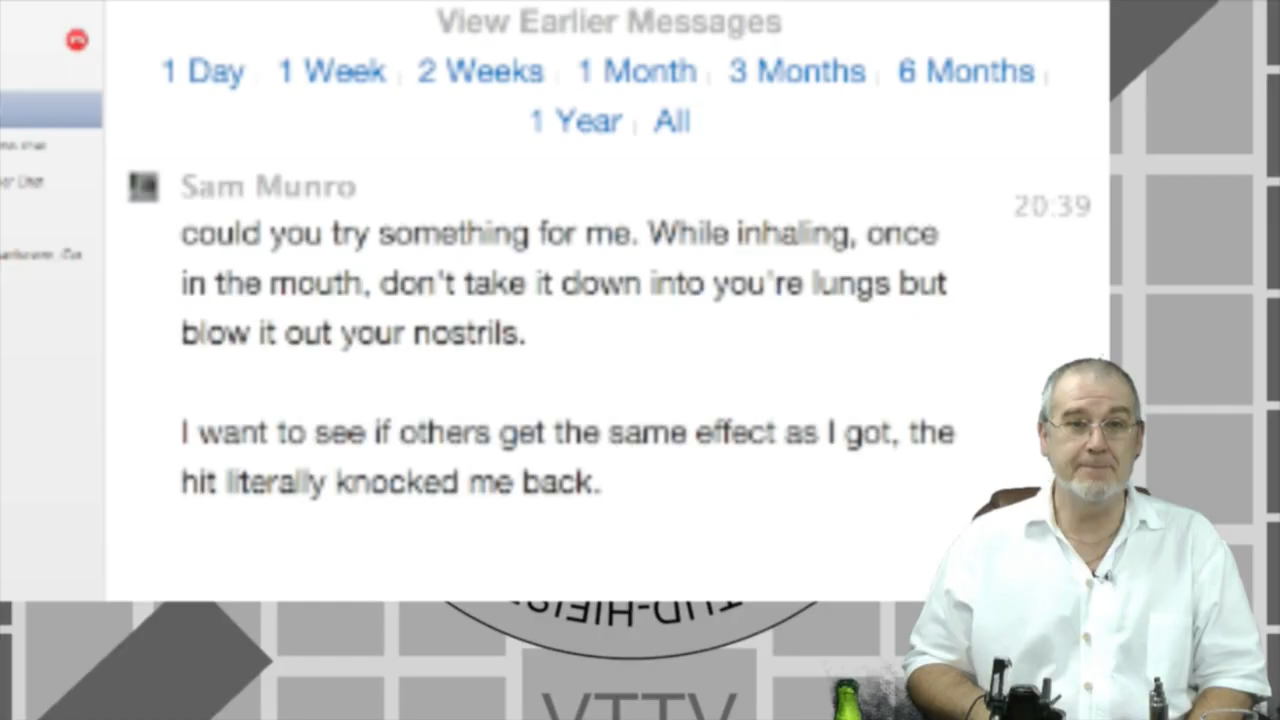 View Earlier Messages
1 Day 1 Week 2 Weeks 1 Month 3 Months 6 Months
1 Year All
Sam Munro
20:39
could you try something for me. While inhaling, once
in the mouth, don't take it down into you're lungs but
blow it out your nostrils.
I want to see if others get the same effect as I got, the
hit literally knocked me back.
VTTV